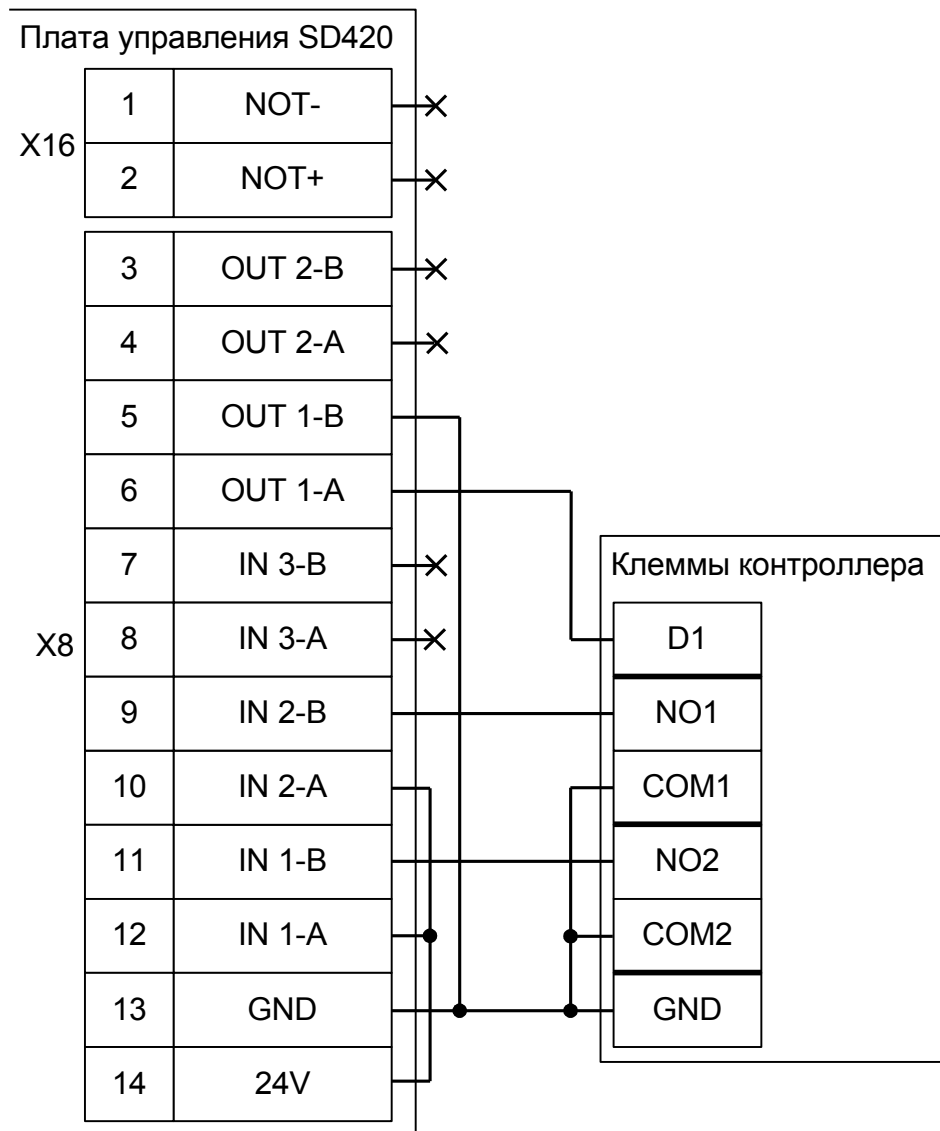 Плата управления SD420
X16
1 NOT-
2 NOT+
X8
3 OUT 2-B
4 OUT 2-A
5 OUT 1-B
6 OUT 1-A
7 IN 3-B
8 IN 3-A
9 IN 2-B
10 IN 2-A
11 IN 1-B
12 IN 1-A
13 GND
14 24V
Клеммы контроллера
D1
NO1
COM1
NO2
COM2
GND